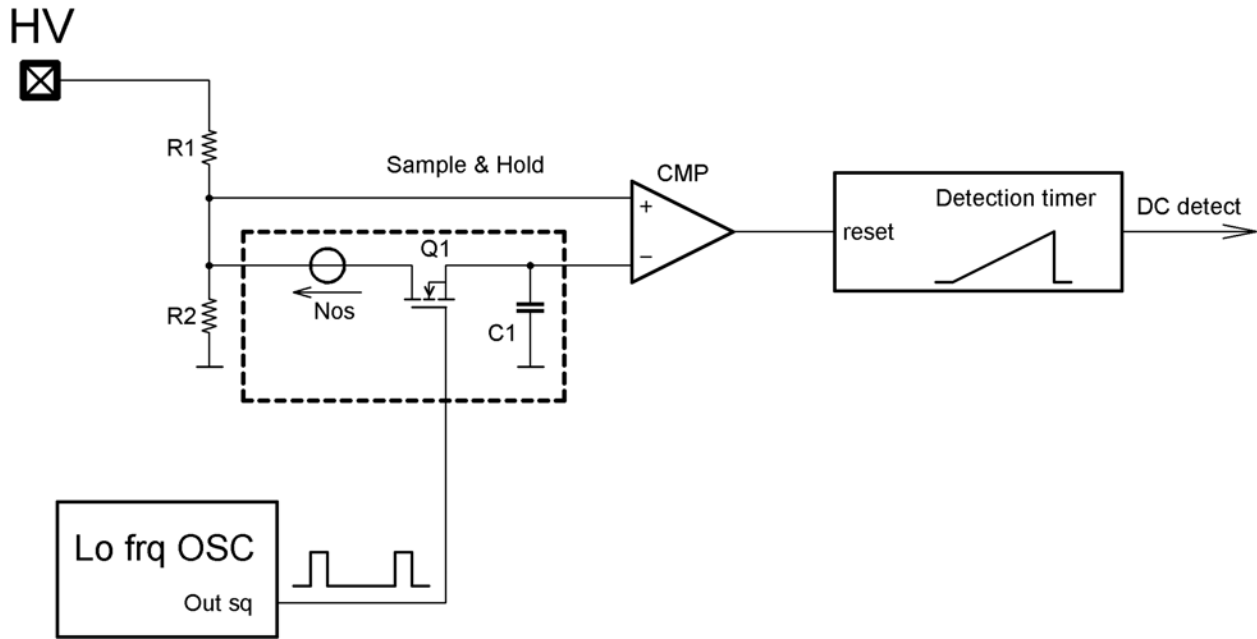 HV
R1
Sample & Hold
CMP
+
−
Q1
Nos
R2
C1
Detection timer
reset
DC detect
Lo frq OSC
Out sq